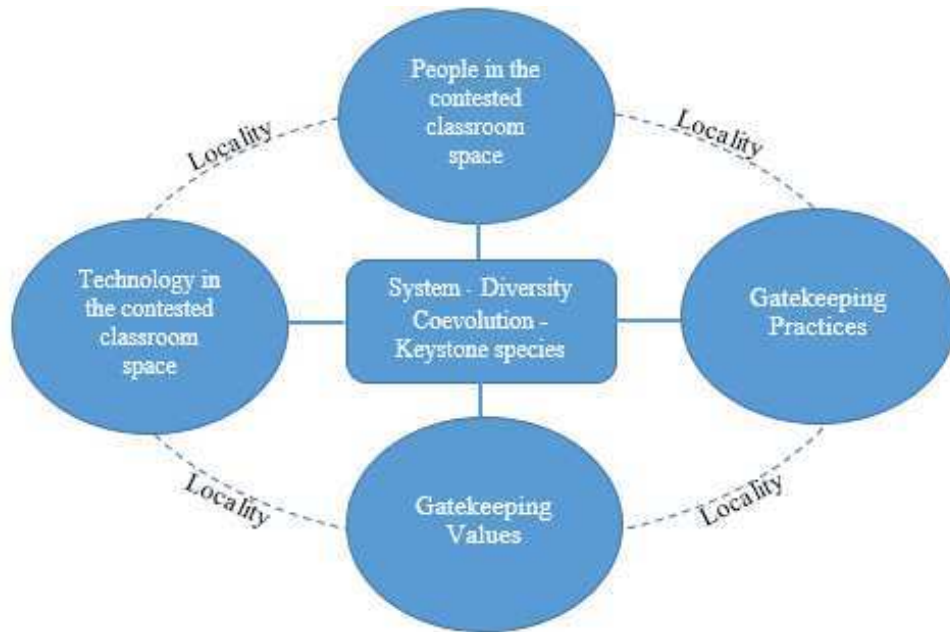 People in the
contested
classroom
space
Locality
Locality
Technology in
the contested
classroom
space
System - Diversity
Coevolution -
Keystone species
Gatekeeping
Practices
Locality
Locality
Gatekeeping
Values